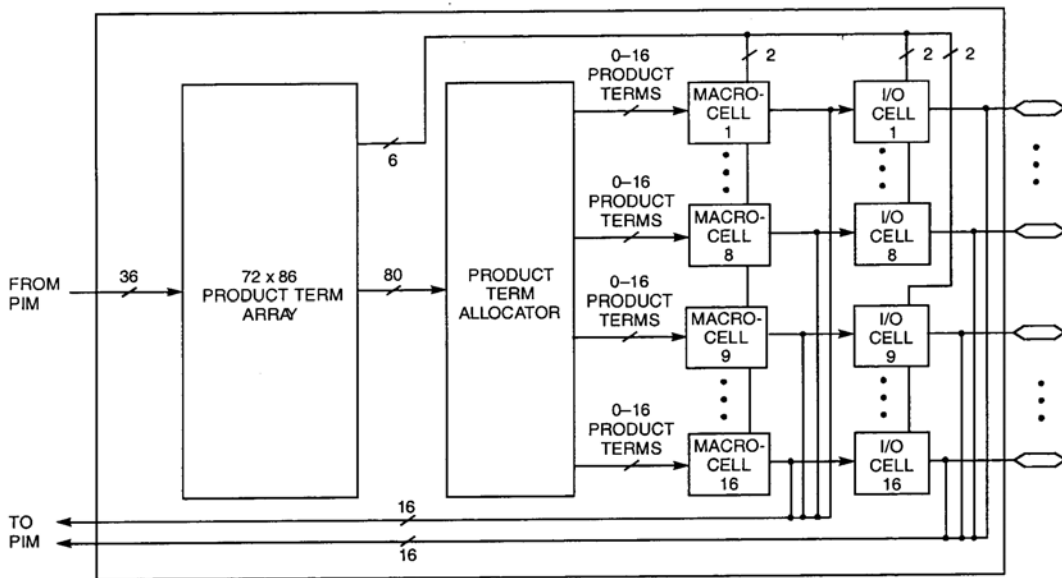 2
2
2
0–16
PRODUCT
TERMS
MACRO-
CELL
1
I/O
CELL
1
6
0–16
PRODUCT
TERMS
MACRO-
CELL
8
I/O
CELL
8
FROM
PIM
36
72 x 86
PRODUCT TERM
ARRAY
80
PRODUCT
TERM
ALLOCATOR
0–16
PRODUCT
TERMS
MACRO-
CELL
9
I/O
CELL
9
0–16
PRODUCT
TERMS
MACRO-
CELL
16
I/O
CELL
16
TO
PIM
16
16